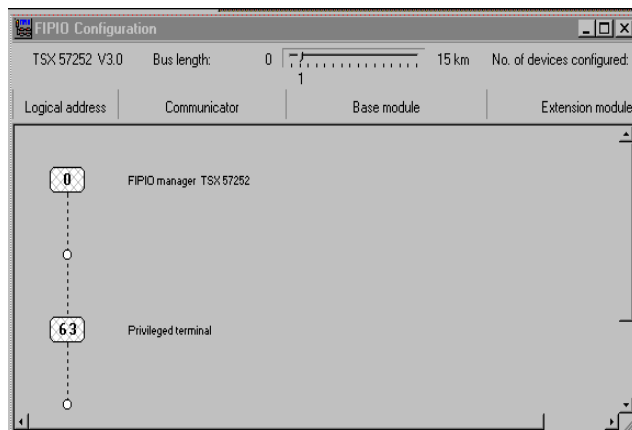 FIPIO Configuration
TSX 57252 V3.0 Bus length: 0 15 km No. of devices configured:
1
Logical address Communicator Base module Extension module
0 FIPIO manager TSX 57252
63 Privileged terminal